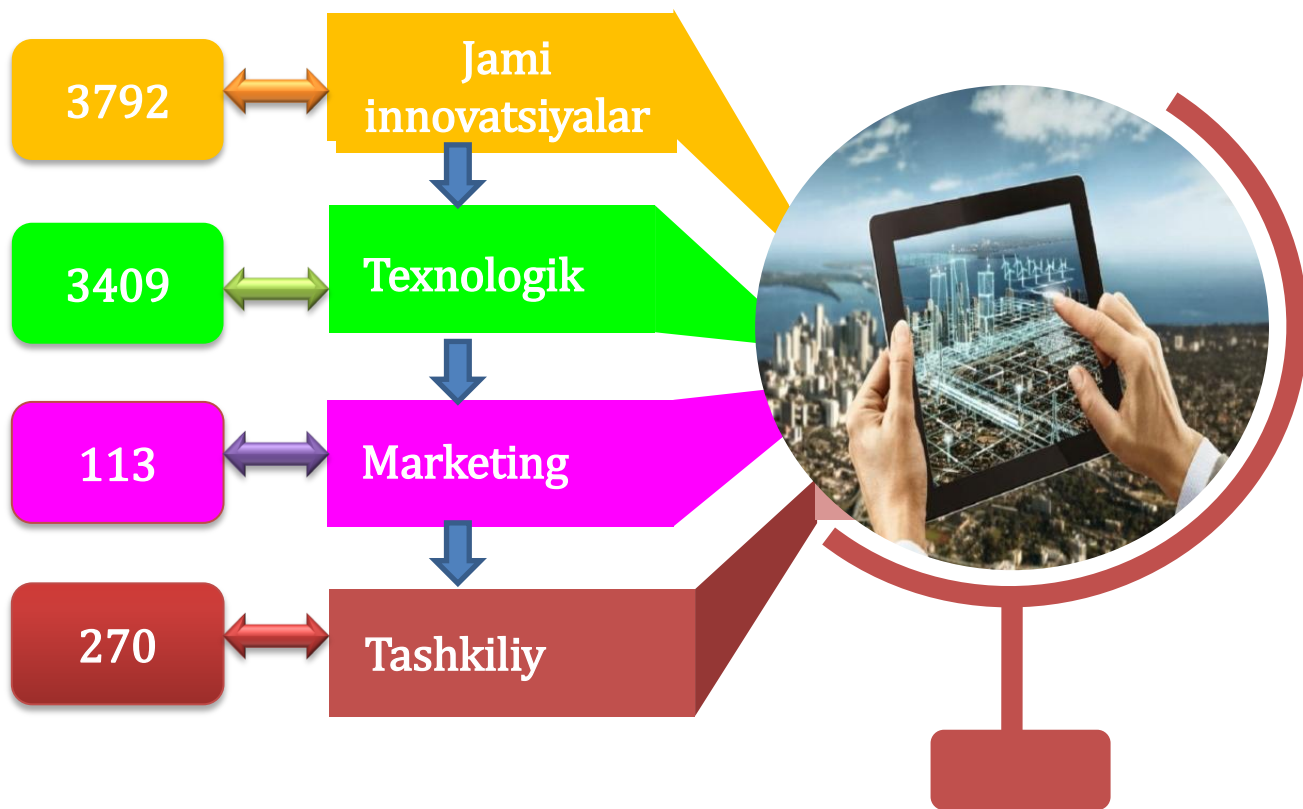 3792
Jami
innovatsiyalar
3409
Texnologik
113
Marketing
270
Tashkiliy